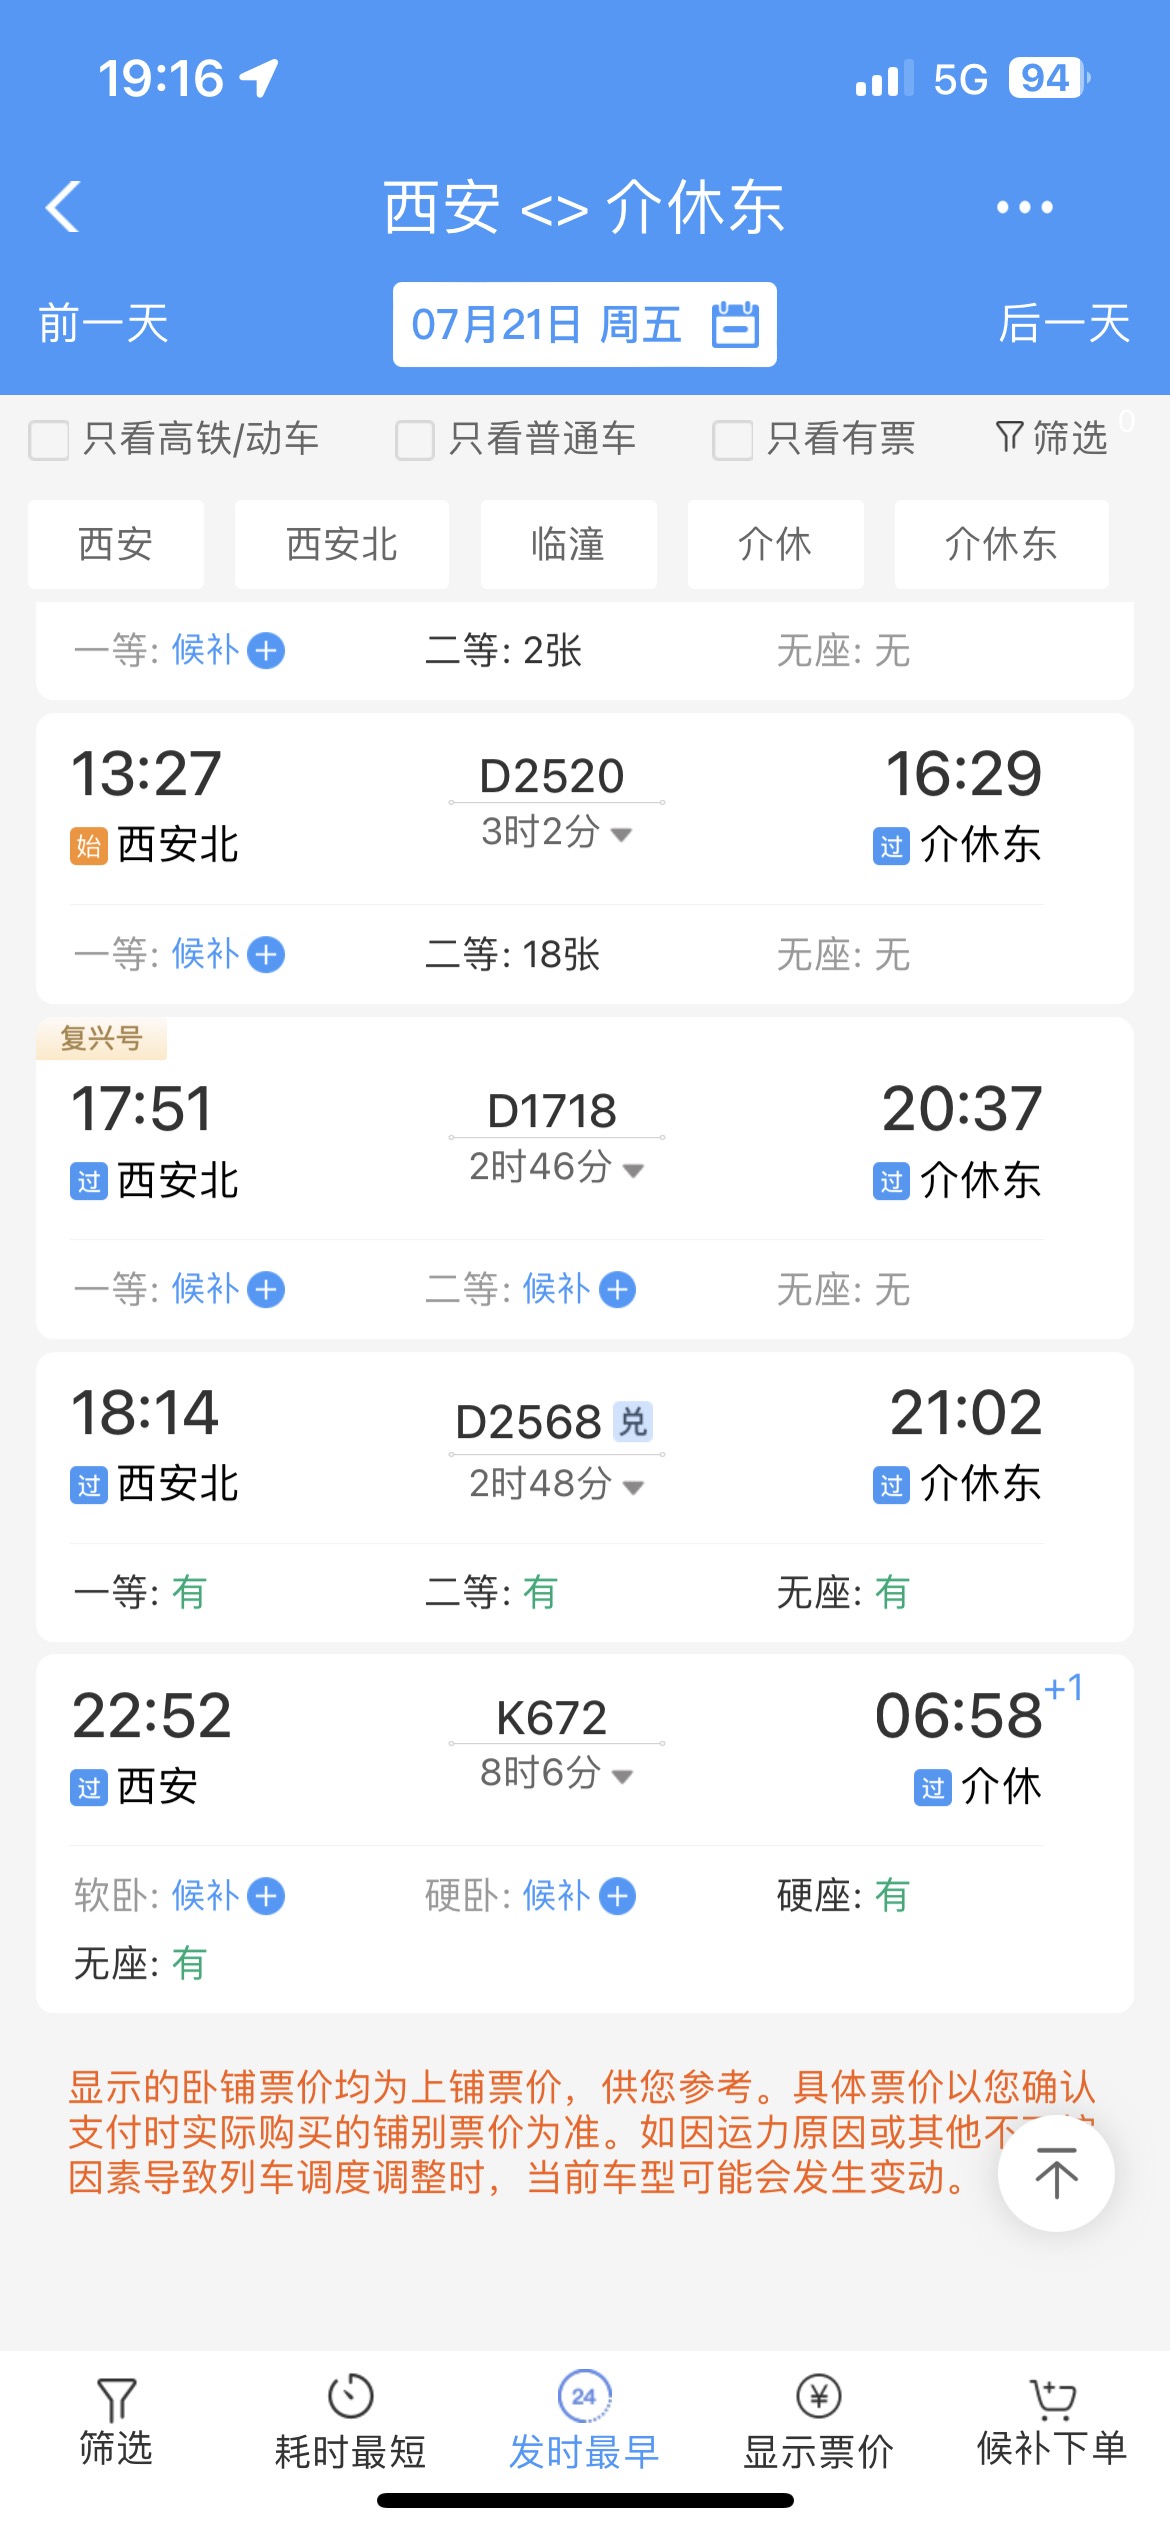 19:16 5G 94
西安 <> 介休东
前一天 07月21日 周五 后一天
只看高铁/动车 只看普通车 只看有票 筛选 0
西安 西安北 临潼 介休 介休东
一等: 候补 二等: 2张 无座: 无
13:27 D2520 16:29
始 西安北 3时2分 过 介休东
一等: 候补 二等: 18张 无座: 无
复兴号
17:51 D1718 20:37
过 西安北 2时46分 过 介休东
一等: 候补 二等: 候补 无座: 无
18:14 D2568 兑 21:02
过 西安北 2时48分 过 介休东
一等: 有 二等: 有 无座: 有
22:52 K672 06:58 +1
过 西安 8时6分 过 介休
软卧: 候补 硬卧: 候补 硬座: 有
无座: 有
显示的卧铺票价均为上铺票价，供您参考。具体票价以您确认
支付时实际购买的铺别票价为准。如因运力原因或其他不
因素导致列车调度调整时，当前车型可能会发生变动。
24
筛选 耗时最短 发时最早 显示票价 候补下单